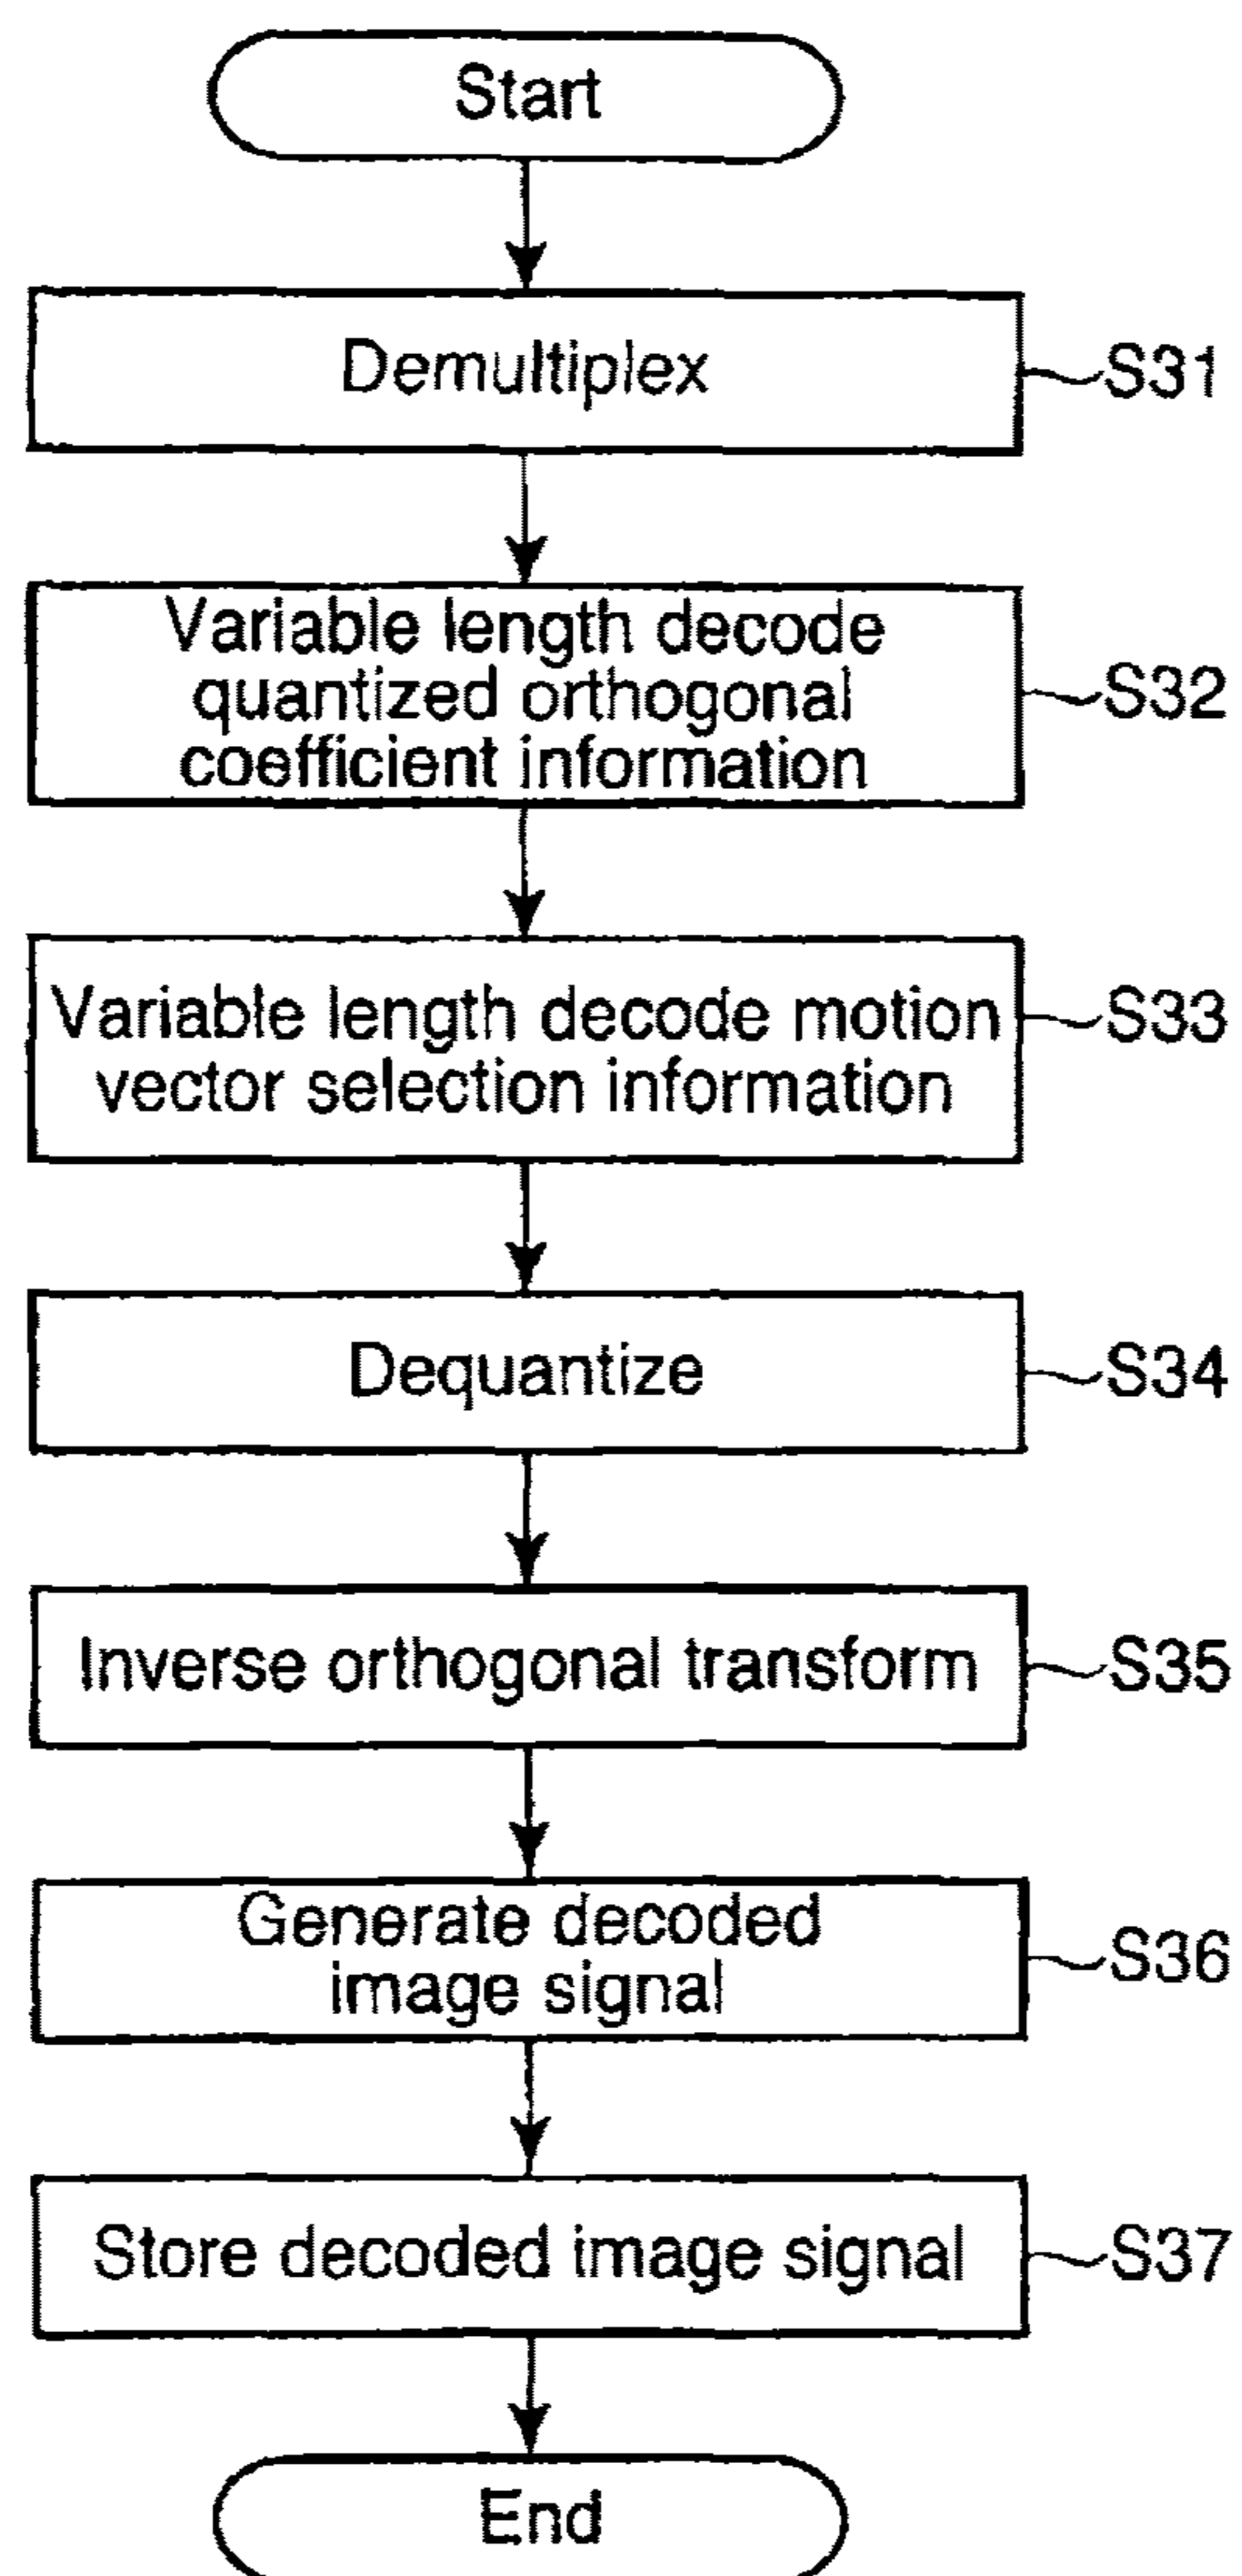 Start
Demultiplex
S31
Variable length decode
quantized orthogonal
coefficient information
S32
Variable length decode motion
vector selection information
S33
Dequantize
S34
Inverse orthogonal transform
S35
Generate decoded
image signal
S36
Store decoded image signal
S37
End